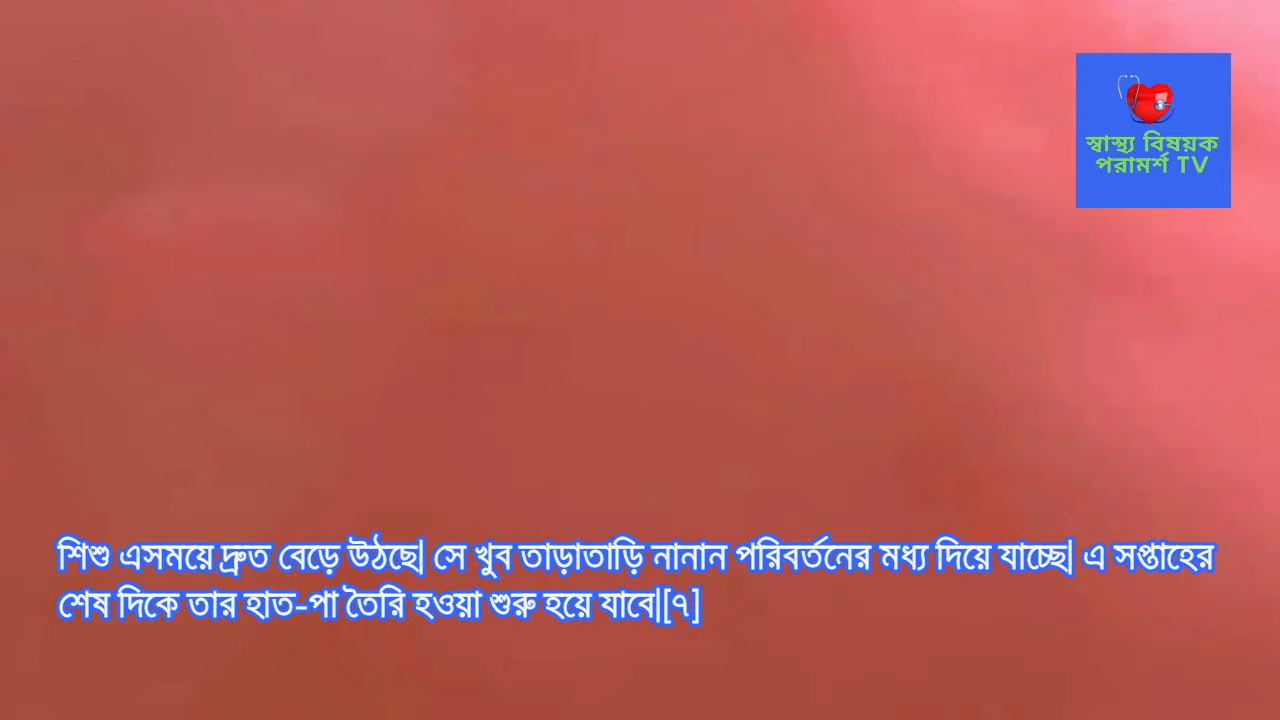 স্বাস্থ্য বিষয়ক
পরামর্শ TV
শিশু এসময়ে দ্রুত বেড়ে উঠছে| সে খুব তাড়াতাড়ি নানান পরিবর্তনের মধ্য দিয়ে যাচ্ছে| এ সপ্তাহের
শেষ দিকে তার হাত-পা তৈরি হওয়া শুরু হয়ে যাবে|[৭]